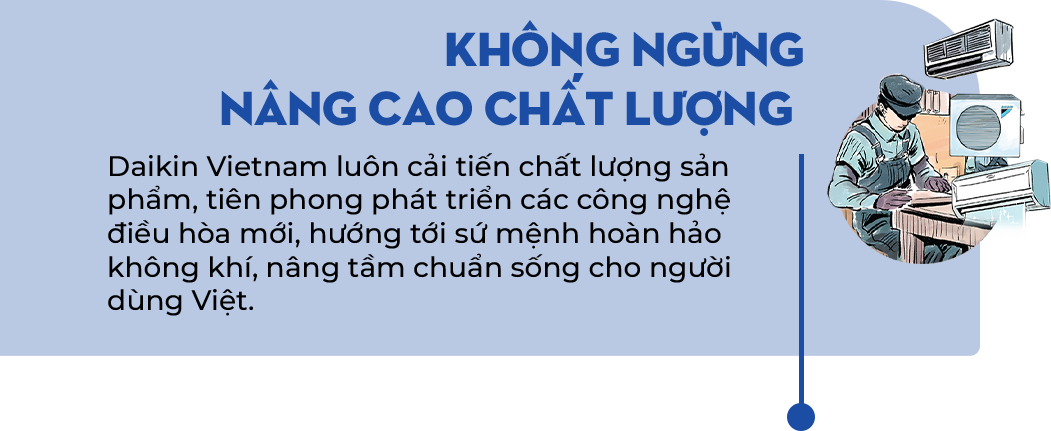 KHÔNG NGỪNG
NÂNG CAO CHẤT LƯỢNG
Daikin Vietnam luôn cải tiến chất lượng sản
phẩm, tiên phong phát triển các công nghệ
điều hòa mới, hướng tới sứ mệnh hoàn hảo
không khí, nâng tầm chuẩn sống cho người
dùng Việt.